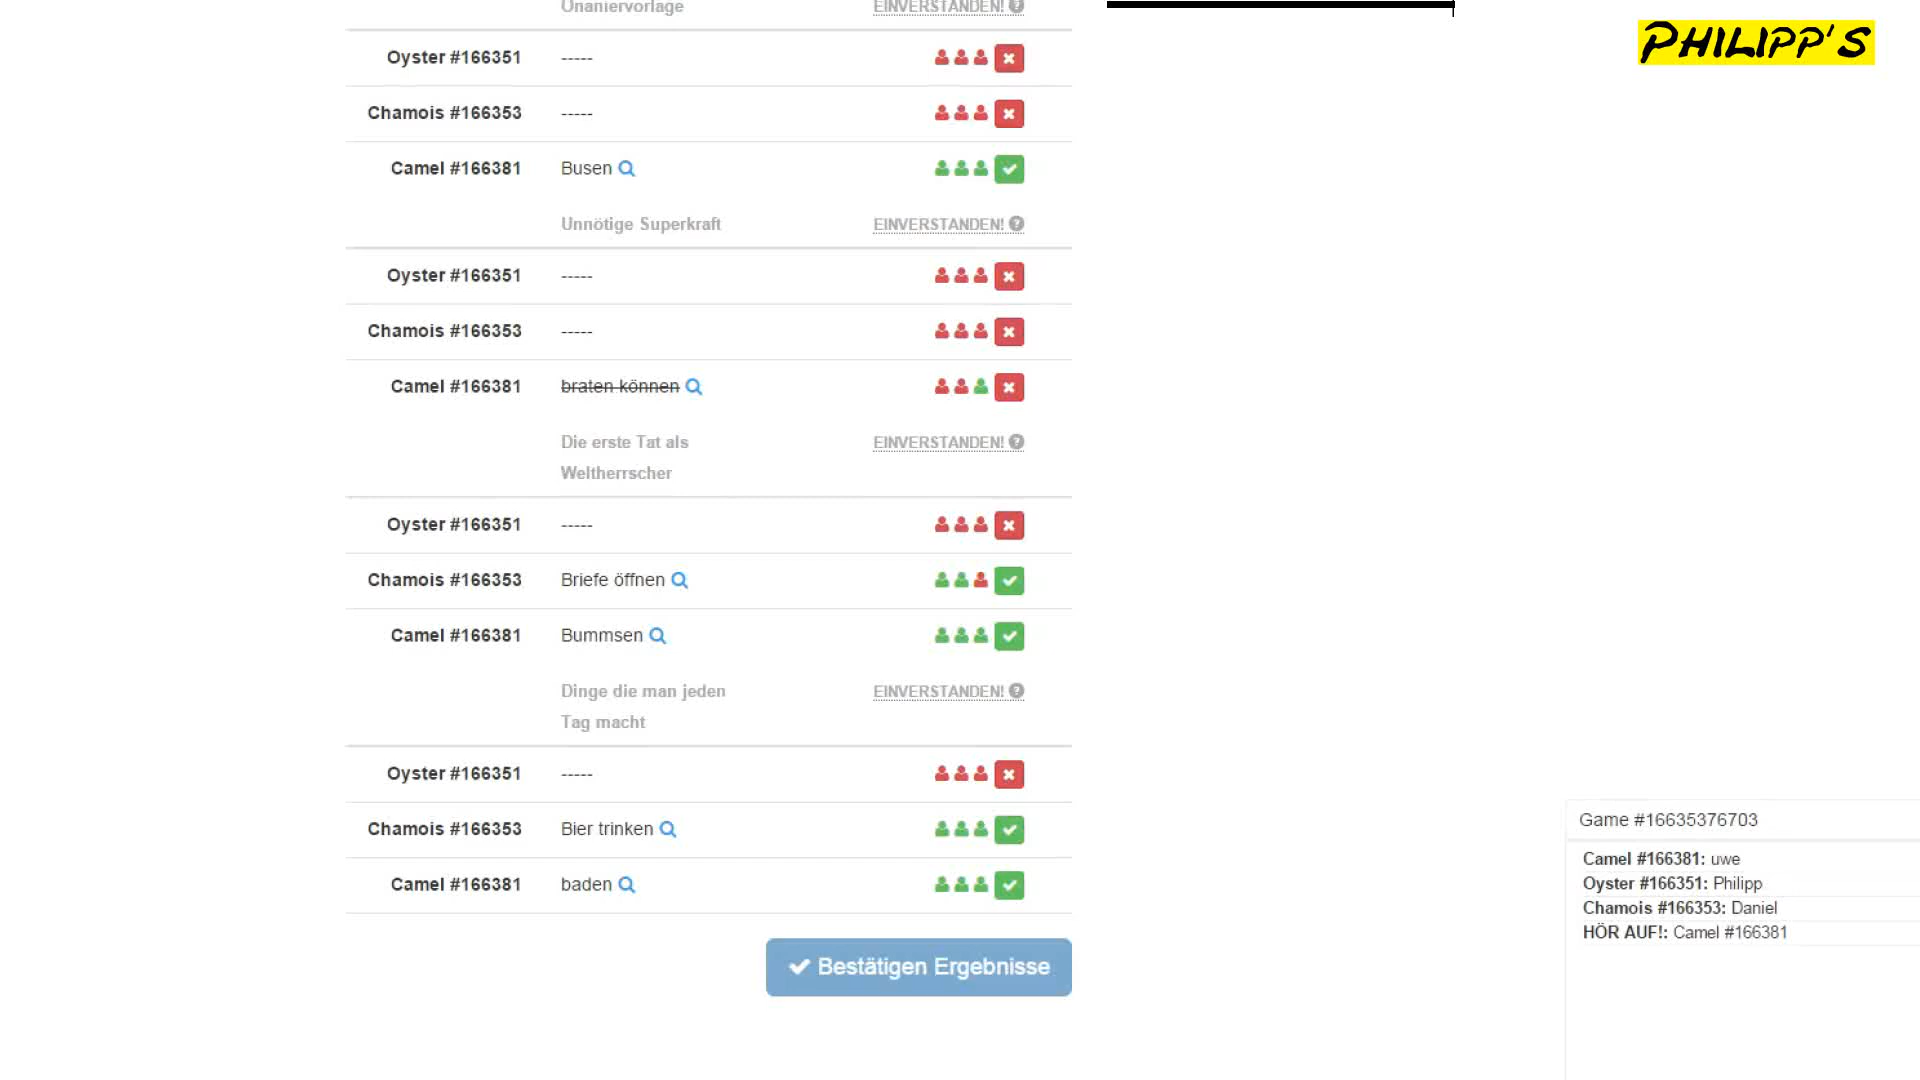 Onaniervorlage EINVERSTANDEN!
PHILIPP'S
Oyster #166351 -----
Chamois #166353 -----
Camel #166381 Busen
Unnötige Superkraft EINVERSTANDEN!
Oyster #166351 -----
Chamois #166353 -----
Camel #166381 braten können
Die erste Tat als EINVERSTANDEN!
Weltherrscher
Oyster #166351 -----
Chamois #166353 Briefe öffnen
Camel #166381 Bummsen
Dinge die man jeden EINVERSTANDEN!
Tag macht
Oyster #166351 -----
Chamois #166353 Bier trinken
Camel #166381 baden
Bestätigen Ergebnisse
Game #16635376703
Camel #166381: uwe
Oyster #166351: Philipp
Chamois #166353: Daniel
HÖR AUF!: Camel #166381